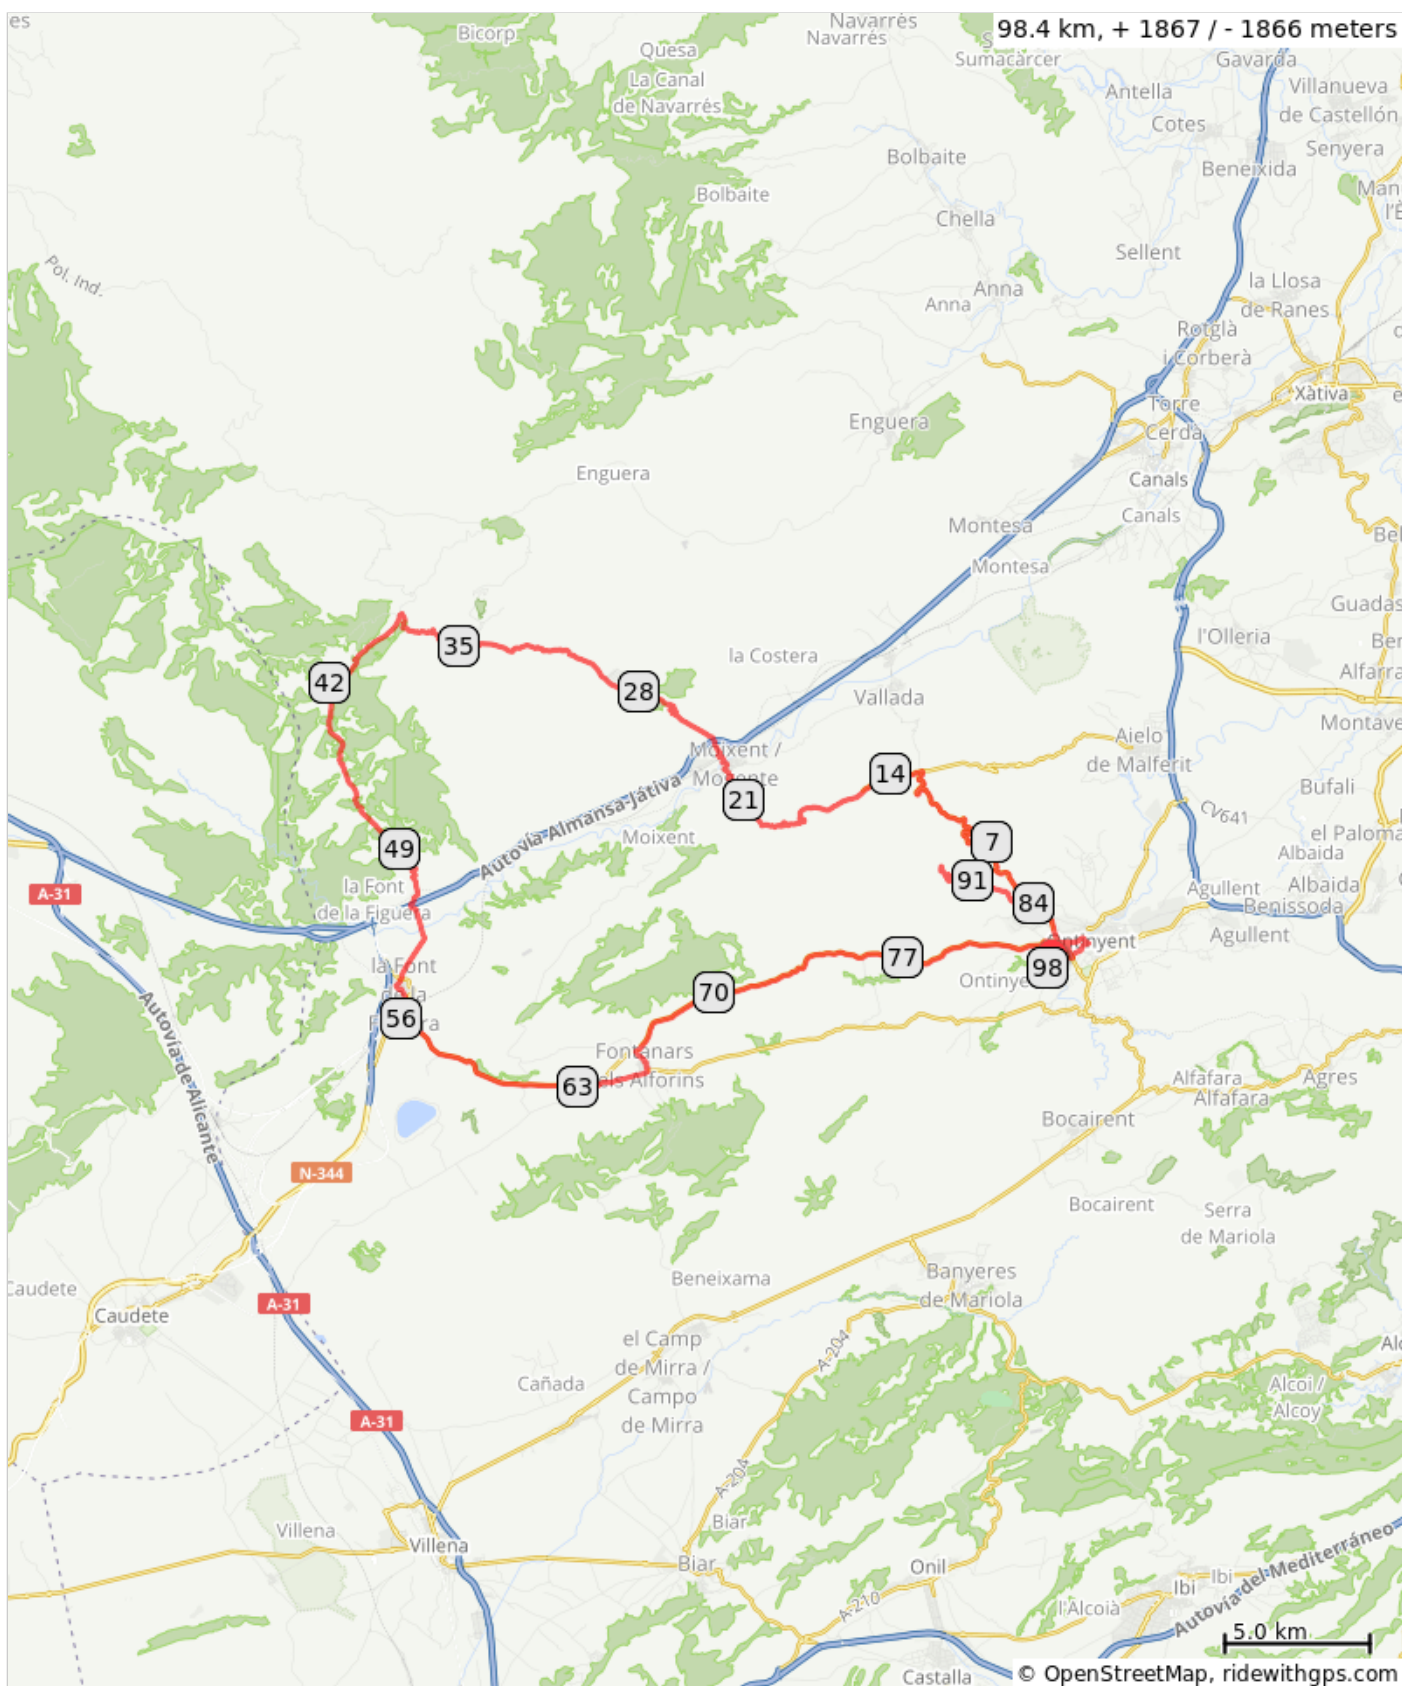 98.4 km, + 1867 / - 1866 meters
es
Bicorp
Navarrés
Navarrés
Quesa
La Canal
de Navarrés
Sumacàrcer
Gavarda
Antella
Villanueva
de Castellón
Cotes
Senyera
Beneixida
Bolbaite
Bolbaite
Chella
Sellent
Pol. Ind.
Anna
Anna
la Llosa
de Ranes
Rotglà
i Corberà
Xàtiva
Torre
Cerdà
Enguera
Enguera
Canals
Canals
Montesa
Montesa
Guadas
l'Olleria
Alfarra
Montave
la Costera
Vallada
35
42
28
Moixent /
Mogente
14
21
Aielo
de Malferit
Bufali
CV641
el Paloma
Albaida
Albaida
Autovía Almansa-Játiva
Moixent
7
49
91
84
A-31
la Font
de la Figuera
Agullent
Benissoda
Agullent
Ontinyent
77
98
la Font
de la
56
70
Fontanars
dels Alforins
63
Autovía de Alicante
Alfafara
Alfafara
Agres
Bocairent
N-344
Bocairent
Serra
de Mariola
Beneixama
Banyeres
de Mariola
Caudete
Caudete
A-31
el Camp
de Mirra /
Campo
de Mirra
A-204
Cañada
Alcoi /
Alcoy
A-31
A-204
Villena
Villena
Biar
Biar
Onil
Ibi
Ibi
Autovía del Mediterráneo
A-210
l'Alcoià
5.0 km
Castalla
© OpenStreetMap, ridewithgps.com